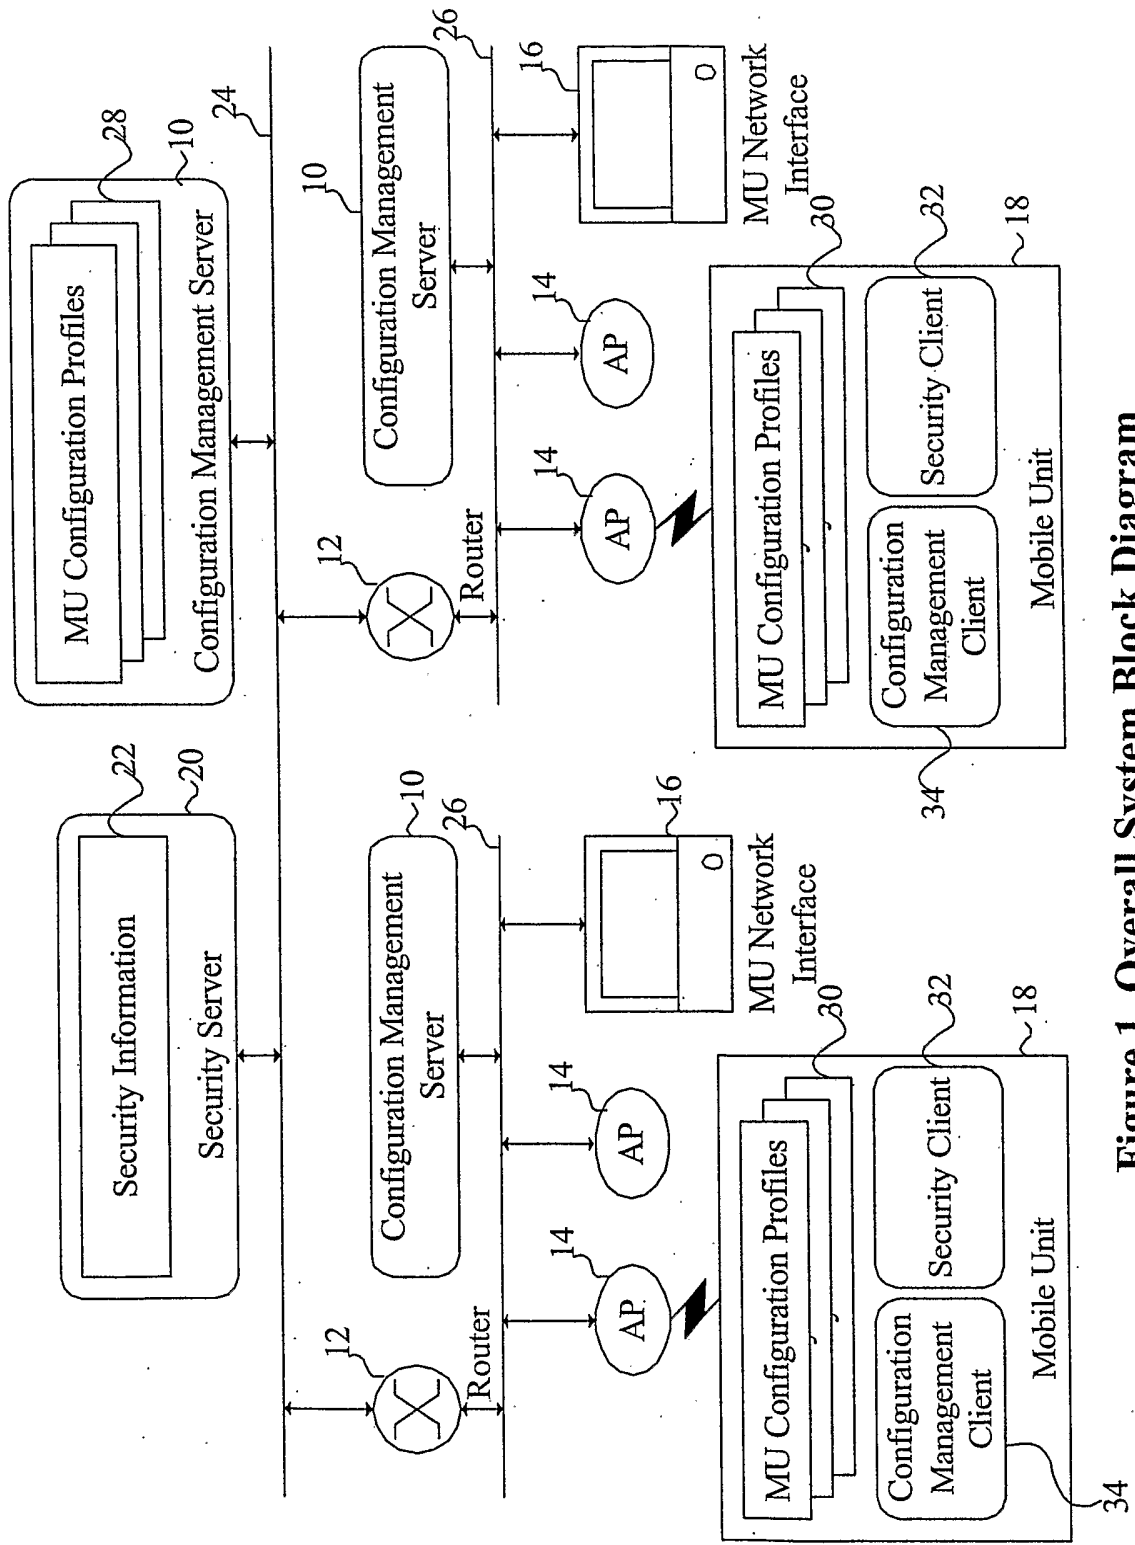 Security Information
22
20
Security Server
MU Configuration Profiles
28
10
Configuration Management Server
24
12
Router
Configuration Management
Server
10
26
14
AP
14
AP
16
MU Network
Interface
MU Configuration Profiles
30
Configuration
Management
Client
Security Client
32
18
Mobile Unit
34
12
Router
10
Configuration Management
Server
26
14
AP
14
AP
16
MU Network
Interface
MU Configuration Profiles
30
Configuration
Management
Client
Security Client
32
18
Mobile Unit
34
Figure 1 Overall System Block Diagram